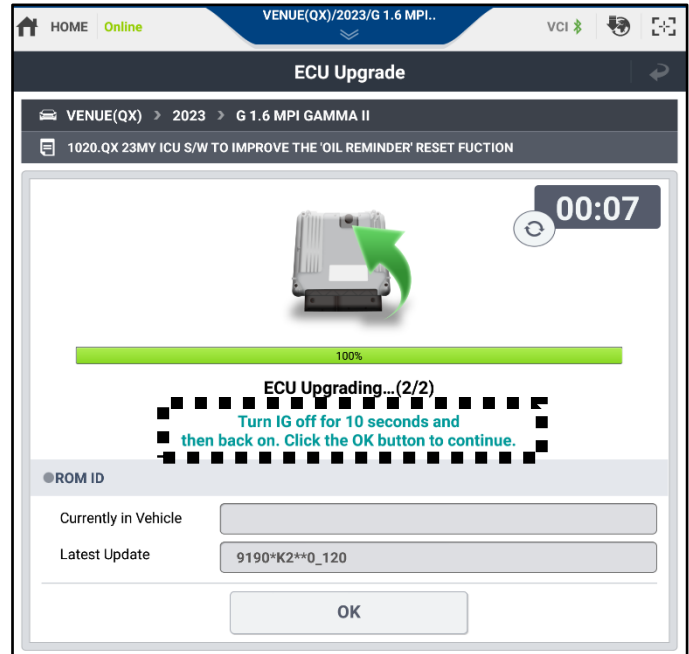 VENUE(QX)/2023/G 1.6 MPI..
HOME Online VCI
ECU Upgrade
VENUE(QX) > 2023 > G 1.6 MPI GAMMA II
1020.QX 23MY ICU S/W TO IMPROVE THE 'OIL REMINDER' RESET FUCTION
00:07
100%
ECU Upgrading...(2/2)
Turn IG off for 10 seconds and
then back on. Click the OK button to continue.
ROM ID
Currently in Vehicle
Latest Update 9190*K2**0_120
OK